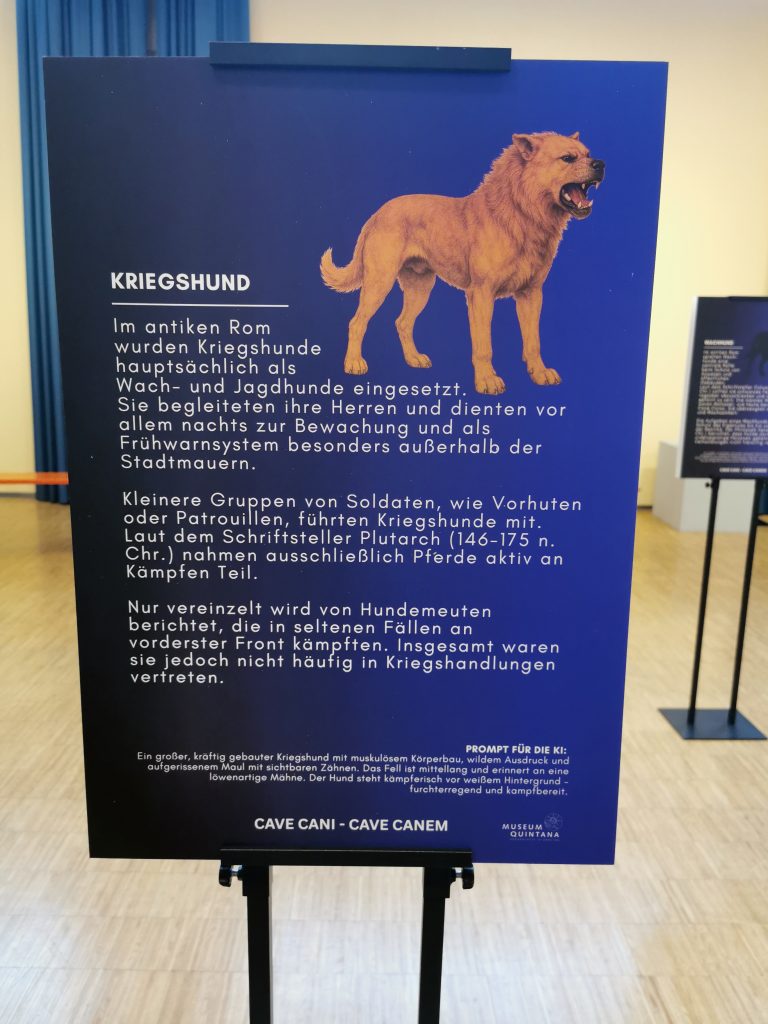 KRIEGSHUND
Im antiken Rom
wurden Kriegshunde
hauptsächlich als
Wach- und Jagdhunde eingesetzt.
Sie begleiteten ihre Herren und dienten vor
allem nachts zur Bewachung und als
Frühwarnsystem besonders außerhalb der
Stadtmauern.
Kleinere Gruppen von Soldaten, wie Vorhuten
oder Patrouillen, führten Kriegshunde mit.
Laut dem Schriftsteller Plutarch (146-175 n.
Chr.) nahmen ausschließlich Pferde aktiv an
Kämpfen Teil.
Nur vereinzelt wird von Hundemeuten
berichtet, die in seltenen Fällen an
vorderster Front kämpften. Insgesamt waren
sie jedoch nicht häufig in Kriegshandlungen
vertreten.
PROMPT FÜR DIE KI:
Ein großer, kräftig gebauter Kriegshund mit muskulösem Körperbau, wildem Ausdruck und
aufgerissenem Maul mit sichtbaren Zähnen. Das Fell ist mittellang und erinnert an eine
löwenartige Mähne. Der Hund steht kämpferisch vor weißem Hintergrund -
furchterregend und kampfbereit.
CAVE CANI - CAVE CANEM
MUSEUM
QUINTANA
WACHHUND
CAVE CANI - CAVE CANEM